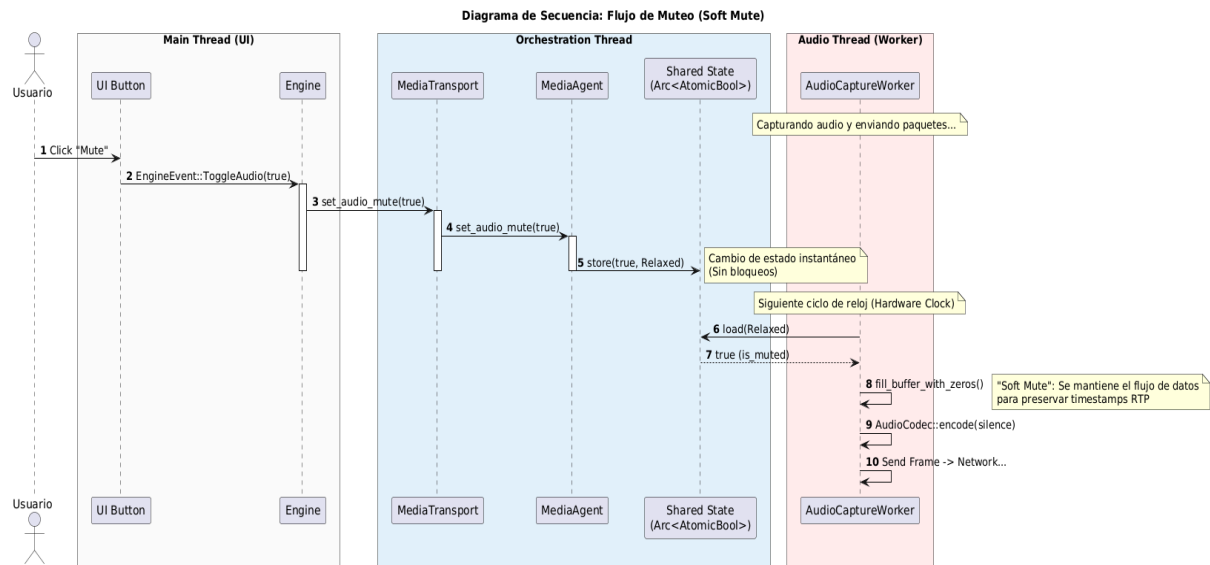 Diagrama de Secuencia: Flujo de Muteo (Soft Mute)
Main Thread (UI)
Orchestration Thread
Audio Thread (Worker)
Usuario
UI Button
Engine
MediaTransport
MediaAgent
Shared State
(Arc<AtomicBool>)
AudioCaptureWorker
Capturando audio y enviando paquetes...
1 Click "Mute"
2 EngineEvent::ToggleAudio(true)
3 set_audio_mute(true)
4 set_audio_mute(true)
5 store(true, Relaxed)
Cambio de estado instantáneo
(Sin bloqueos)
Siguiente ciclo de reloj (Hardware Clock)
6 load(Relaxed)
7 true (is_muted)
8 fill_buffer_with_zeros()
"Soft Mute": Se mantiene el flujo de datos
para preservar timestamps RTP
9 AudioCodec::encode(silence)
10 Send Frame -> Network...
Usuario
UI Button
Engine
MediaTransport
MediaAgent
Shared State
(Arc<AtomicBool>)
AudioCaptureWorker